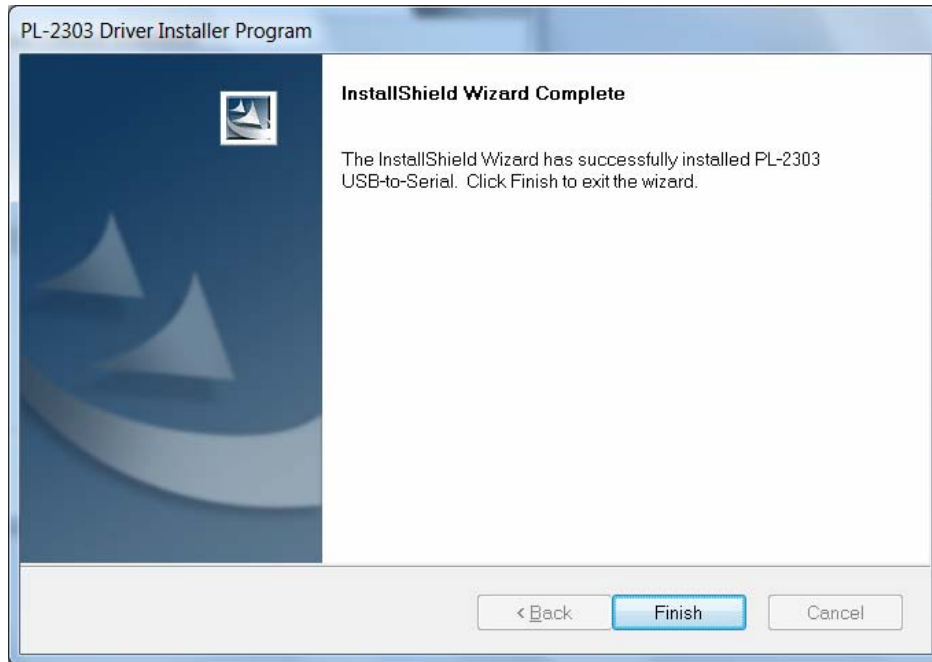 PL-2303 Driver Installer Program
InstallShield Wizard Complete
The InstallShield Wizard has successfully installed PL-2303
USB-to-Serial. Click Finish to exit the wizard.
< Back
Finish
Cancel